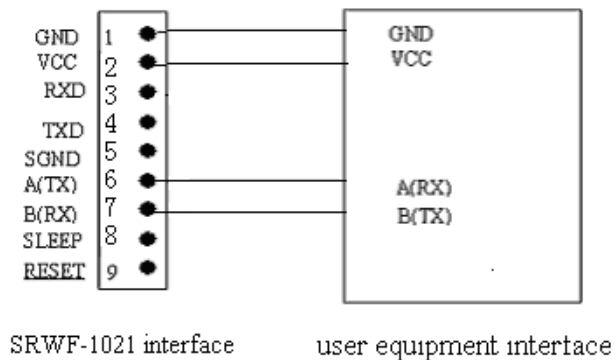 GND 1 GND
VCC 2 VCC
RXD 3
TXD 4
SGND 5
A(TX) 6 A(RX)
B(RX) 7 B(TX)
SLEEP 8
RESET 9
SRWF-1021 interface user equipment intertace